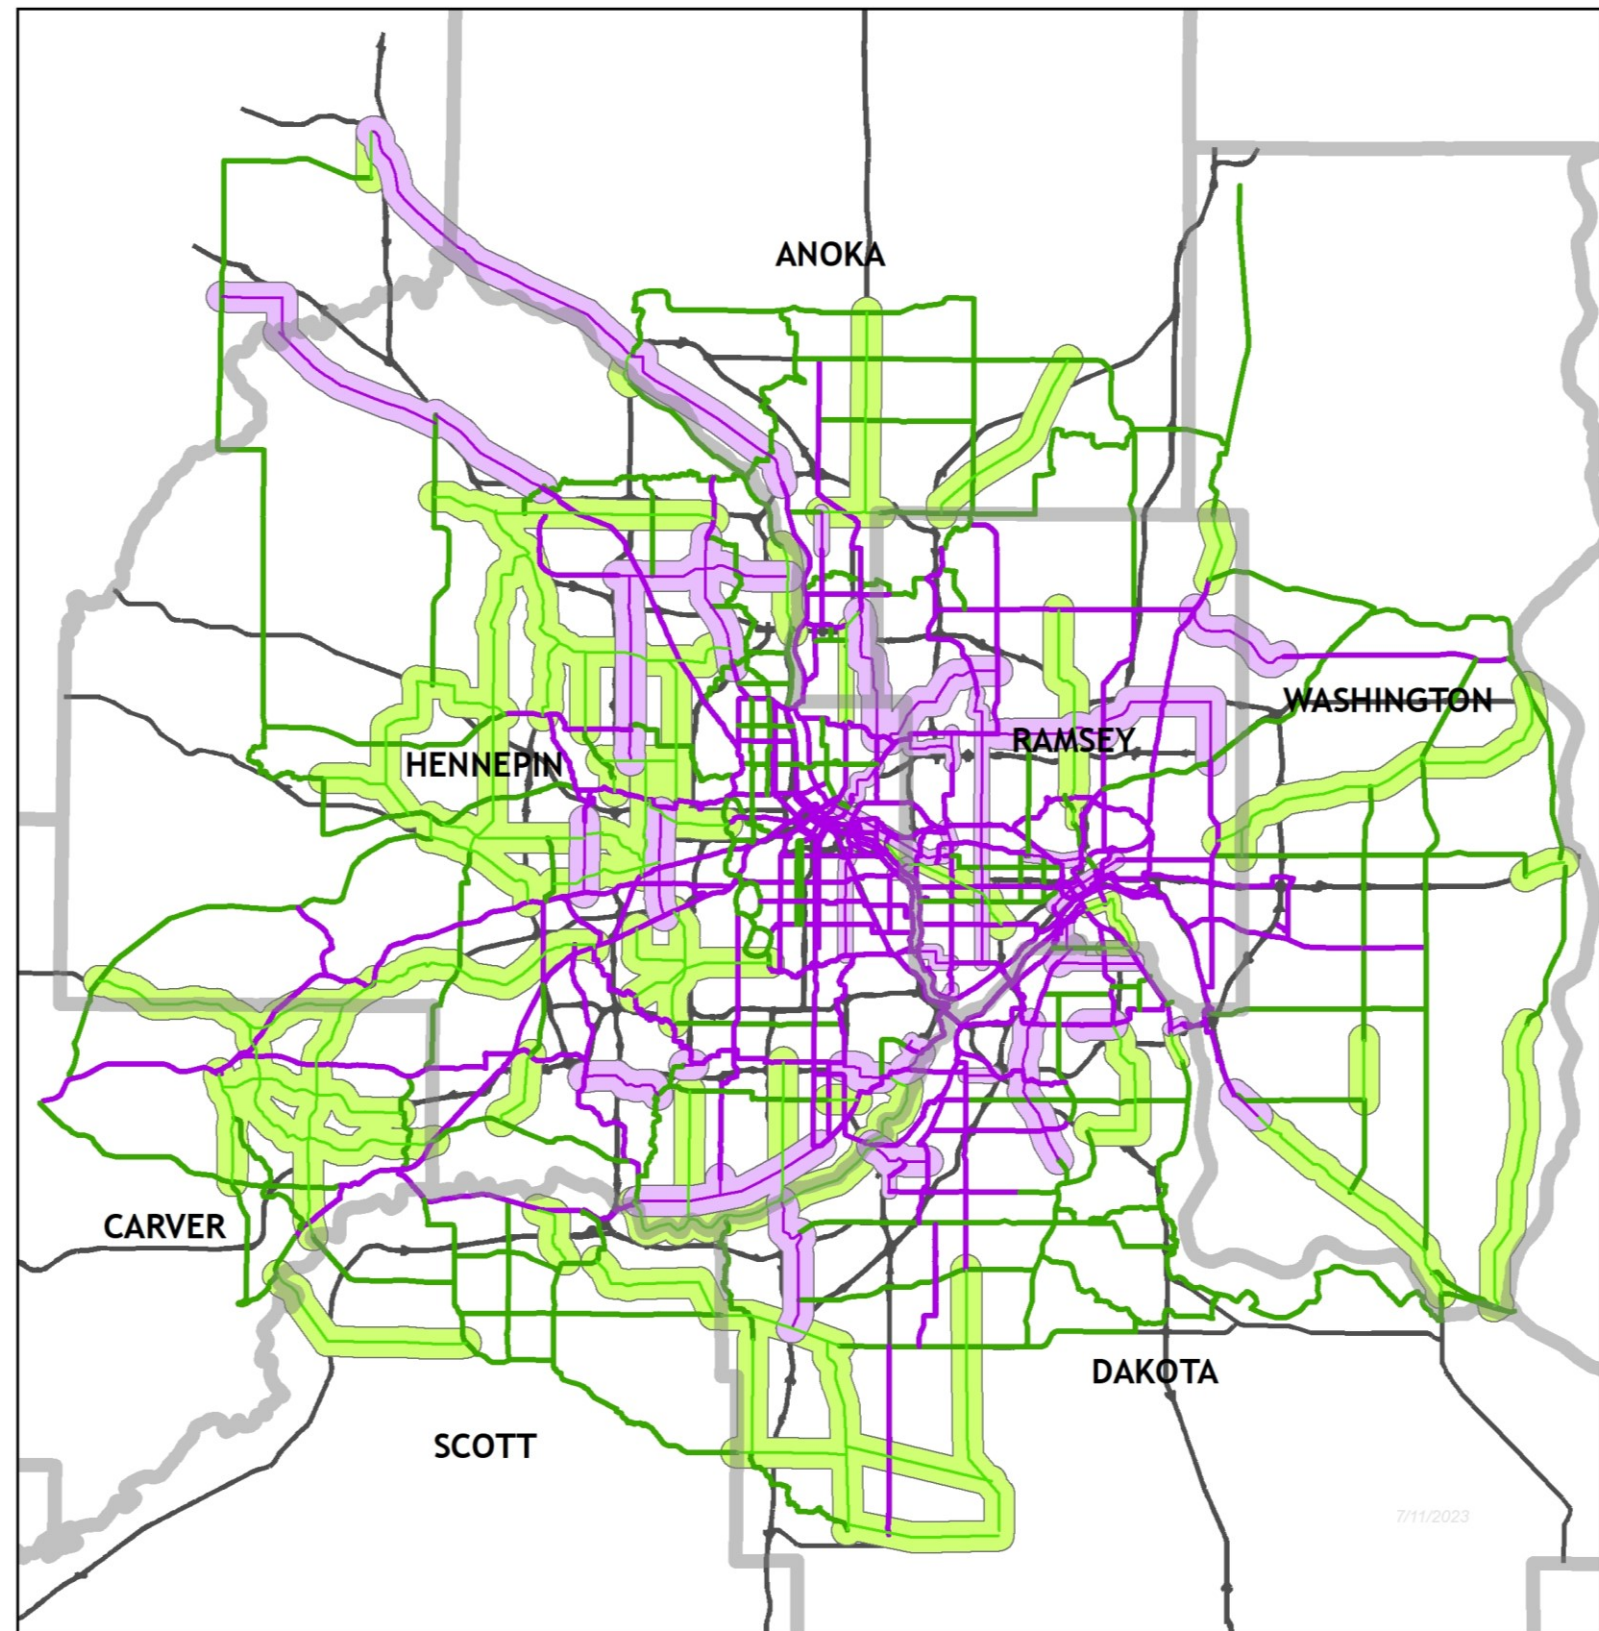 ANOKA
WASHINGTON
RAMSEY
HENNEPIN
CARVER
DAKOTA
SCOTT
7/11/2023